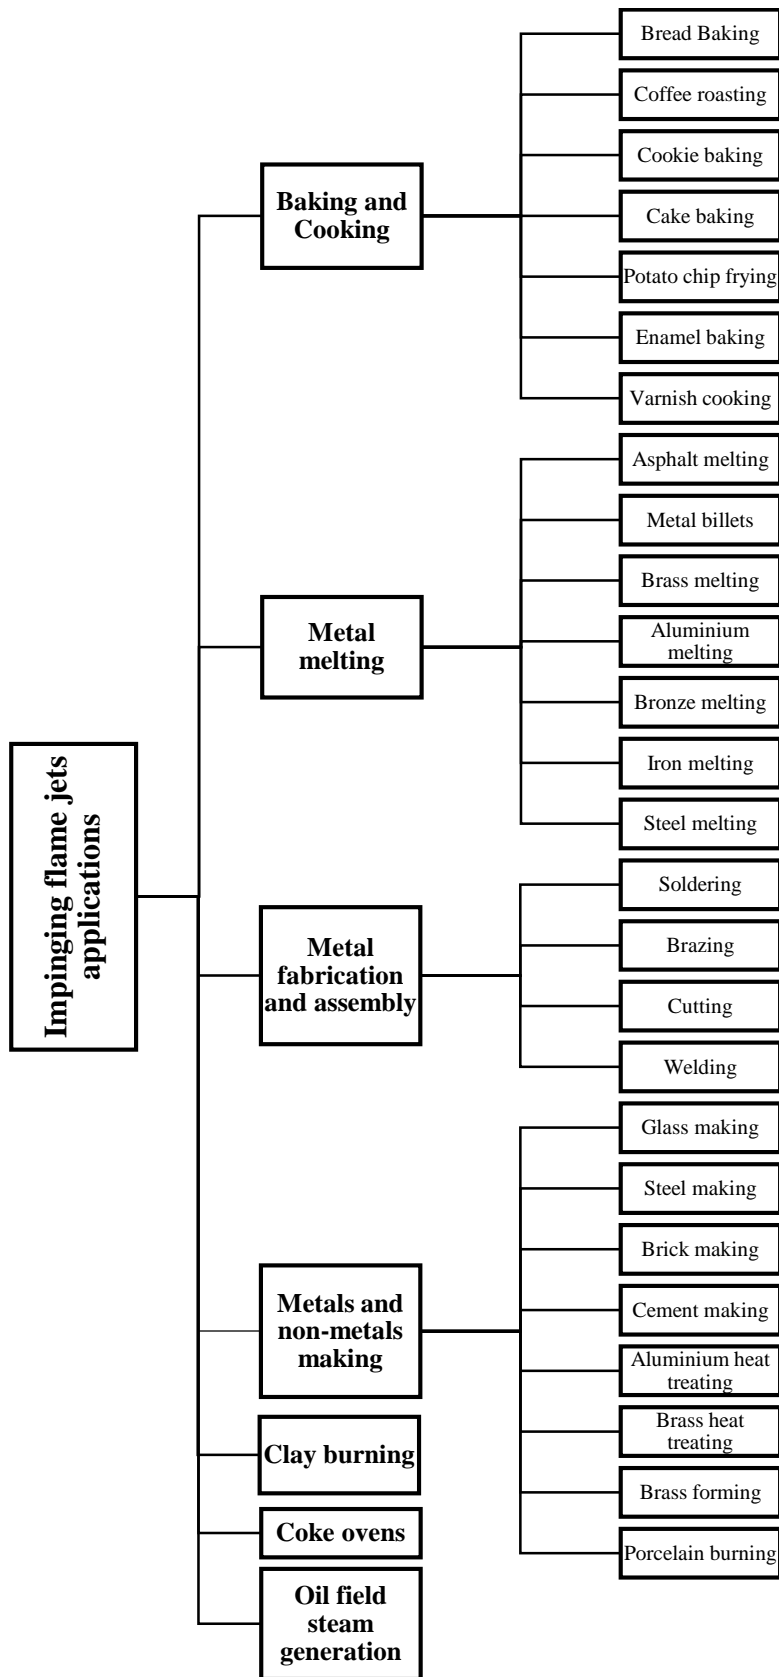 Impinging flame jets
applications
Baking and
Cooking
Bread Baking
Coffee roasting
Cookie baking
Cake baking
Potato chip frying
Enamel baking
Varnish cooking
Metal
melting
Asphalt melting
Metal billets
Brass melting
Aluminium
melting
Bronze melting
Iron melting
Steel melting
Metal
fabrication
and assembly
Soldering
Brazing
Cutting
Welding
Metals and
non-metals
making
Glass making
Steel making
Brick making
Cement making
Aluminium heat
treating
Brass heat
treating
Brass forming
Porcelain burning
Clay burning
Coke ovens
Oil field
steam
generation